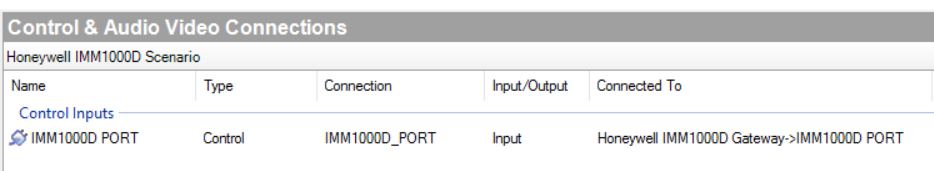 Control & Audio Video Connections
Honeywell IMM1000D Scenario
Name Type Connection Input/Output Connected To
Control Inputs
IMM1000D PORT Control IMM1000D_PORT Input Honeywell IMM1000D Gateway->IMM1000D PORT